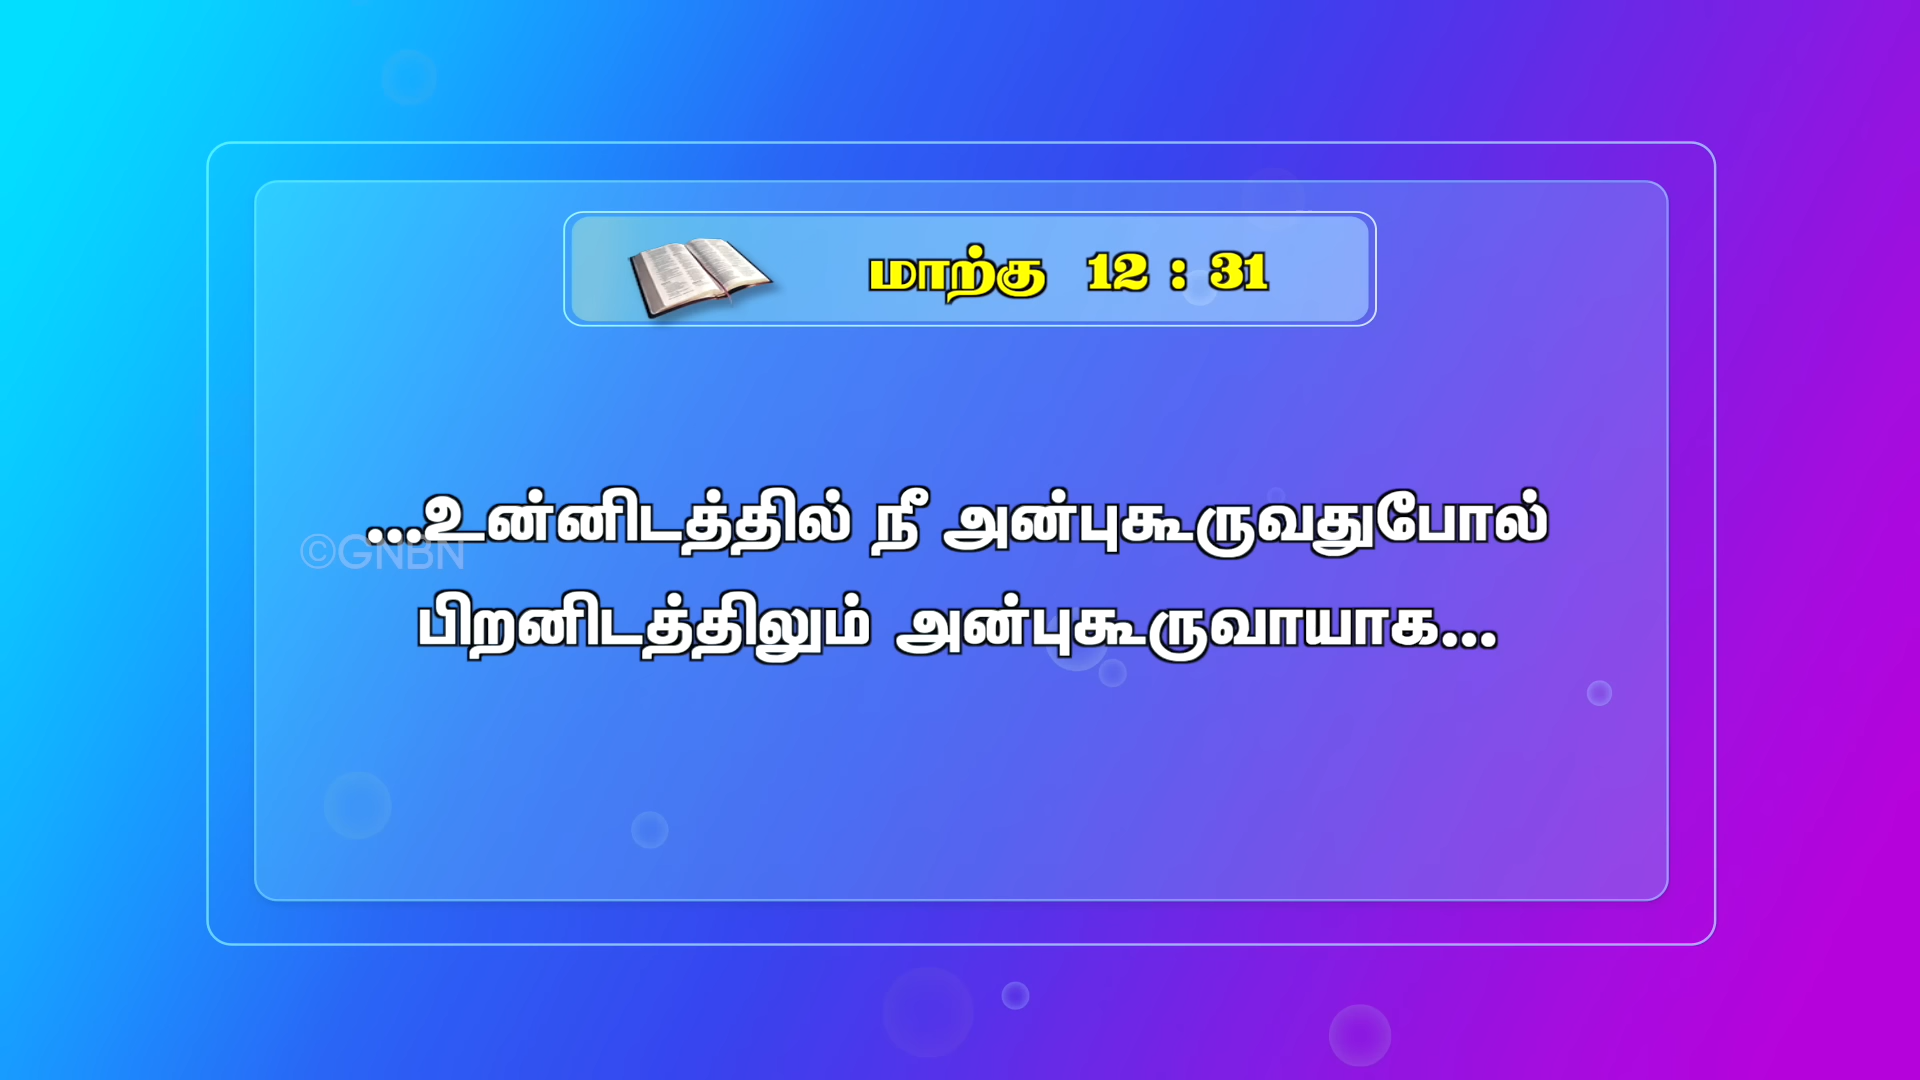 மாற்கு 12 : 31
...உன்னிடத்தில் நீ அன்புகூருவதுபோல்
©GNBN
பிறனிடத்திலும் அன்புகூருவாயாக...